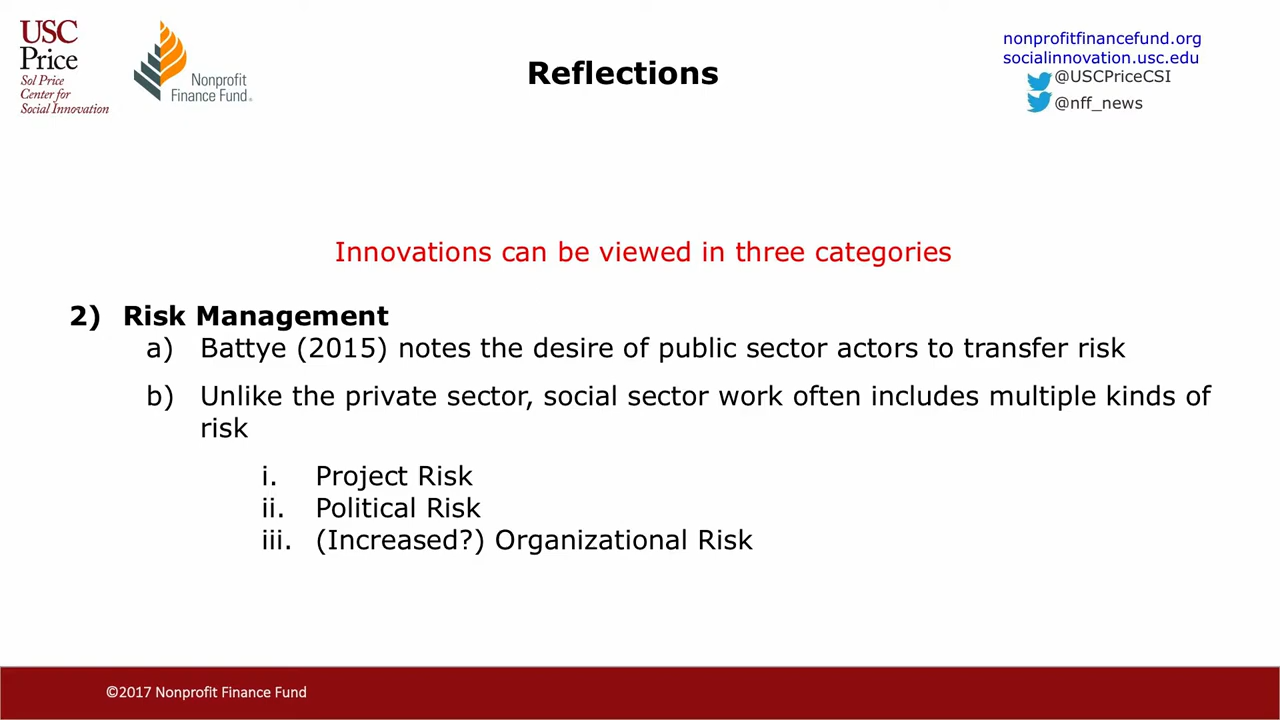 USC
Price
Sol Price
Center for
Social Innovation
Nonprofit
Finance Fund®
Reflections
nonprofitfinancefund.org
socialinnovation.usc.edu
@USCPriceCSI
@nff_news
Innovations can be viewed in three categories
2) Risk Management
a) Battye (2015) notes the desire of public sector actors to transfer risk
b) Unlike the private sector, social sector work often includes multiple kinds of
risk
i. Project Risk
ii. Political Risk
iii. (Increased?) Organizational Risk
©2017 Nonprofit Finance Fund